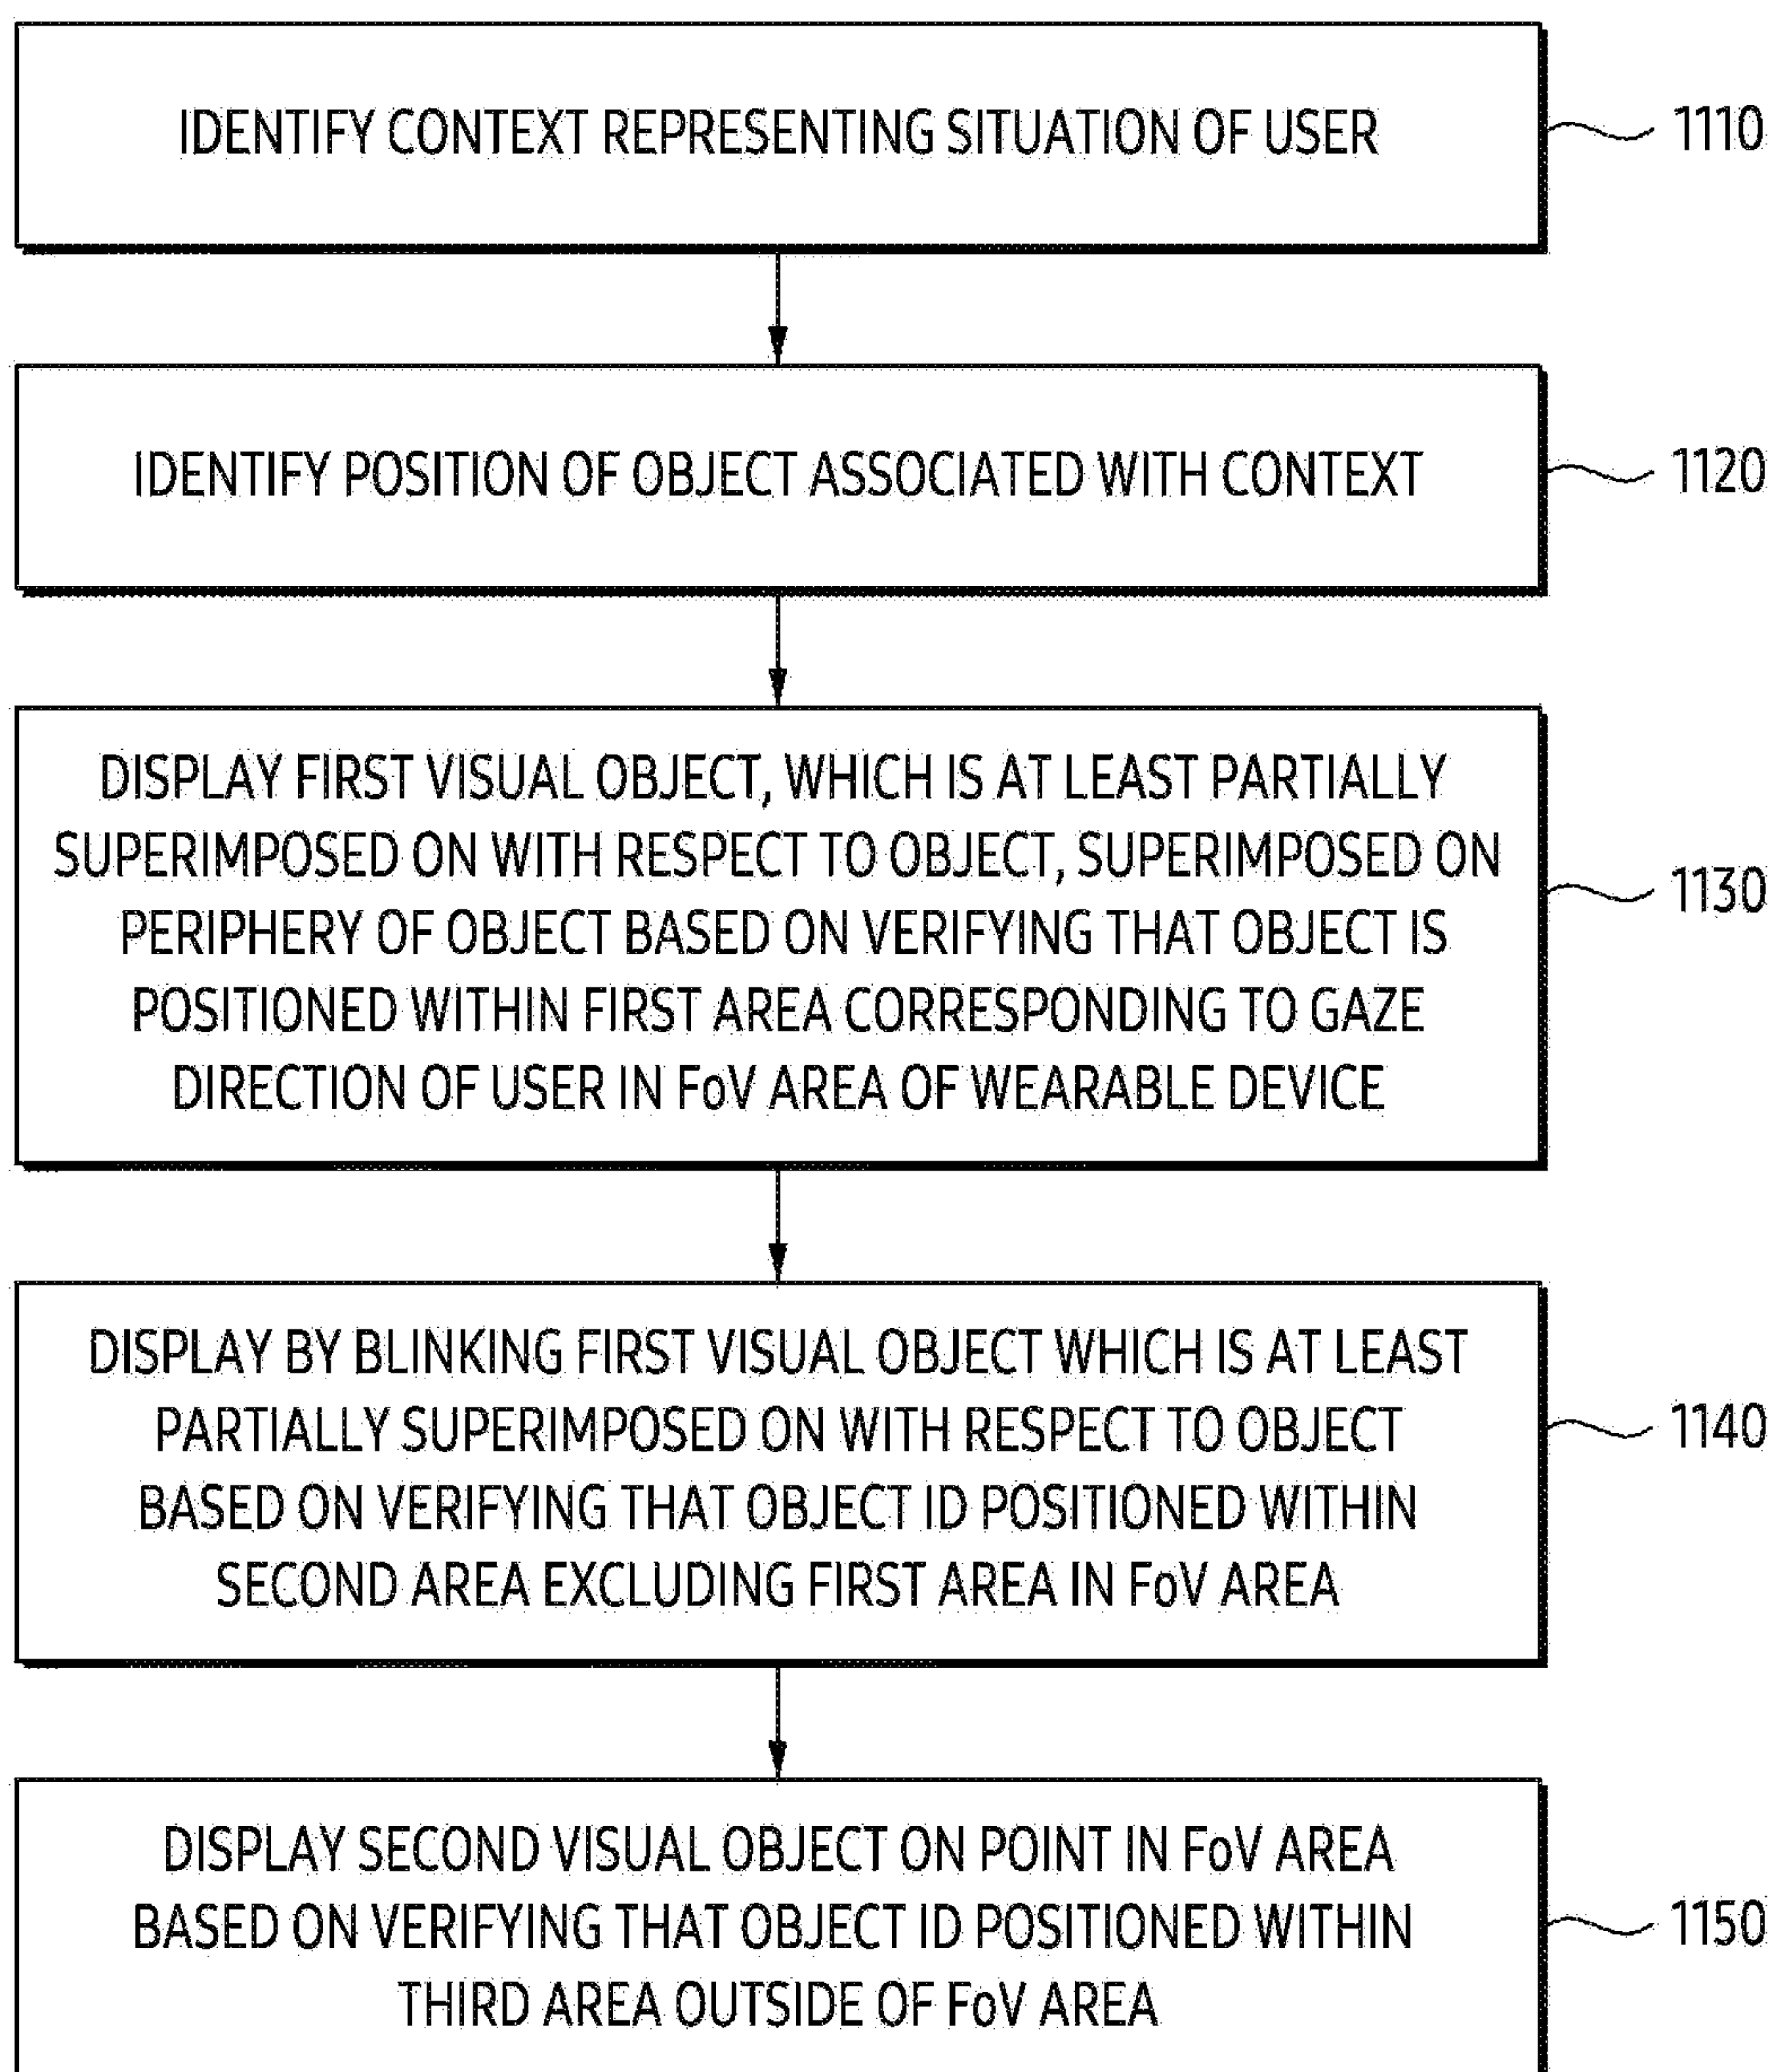 IDENTIFY CONTEXT REPRESENTING SITUATION OF USER
1110
IDENTIFY POSITION OF OBJECT ASSOCIATED WITH CONTEXT
1120
DISPLAY FIRST VISUAL OBJECT, WHICH IS AT LEAST PARTIALLY
SUPERIMPOSED ON WITH RESPECT TO OBJECT, SUPERIMPOSED ON
PERIPHERY OF OBJECT BASED ON VERIFYING THAT OBJECT IS
POSITIONED WITHIN FIRST AREA CORRESPONDING TO GAZE
DIRECTION OF USER IN FoV AREA OF WEARABLE DEVICE
1130
DISPLAY BY BLINKING FIRST VISUAL OBJECT WHICH IS AT LEAST
PARTIALLY SUPERIMPOSED ON WITH RESPECT TO OBJECT
BASED ON VERIFYING THAT OBJECT ID POSITIONED WITHIN
SECOND AREA EXCLUDING FIRST AREA IN FoV AREA
1140
DISPLAY SECOND VISUAL OBJECT ON POINT IN FoV AREA
BASED ON VERIFYING THAT OBJECT ID POSITIONED WITHIN
THIRD AREA OUTSIDE OF FoV AREA
1150